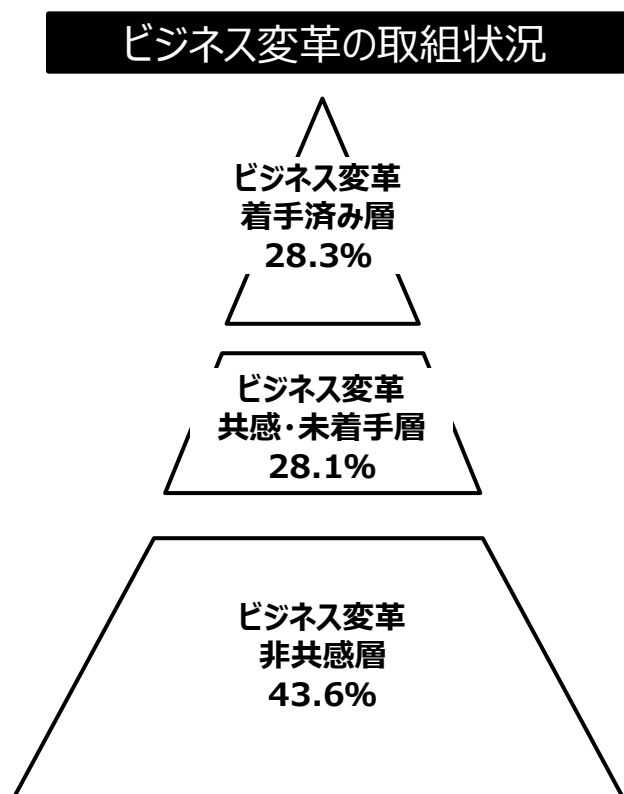 ビジネス変革の取組状況
ビジネス変革
着手済み層
28.3%
ビジネス変革
共感・未着手層
28.1%
ビジネス変革
非共感層
43.6%